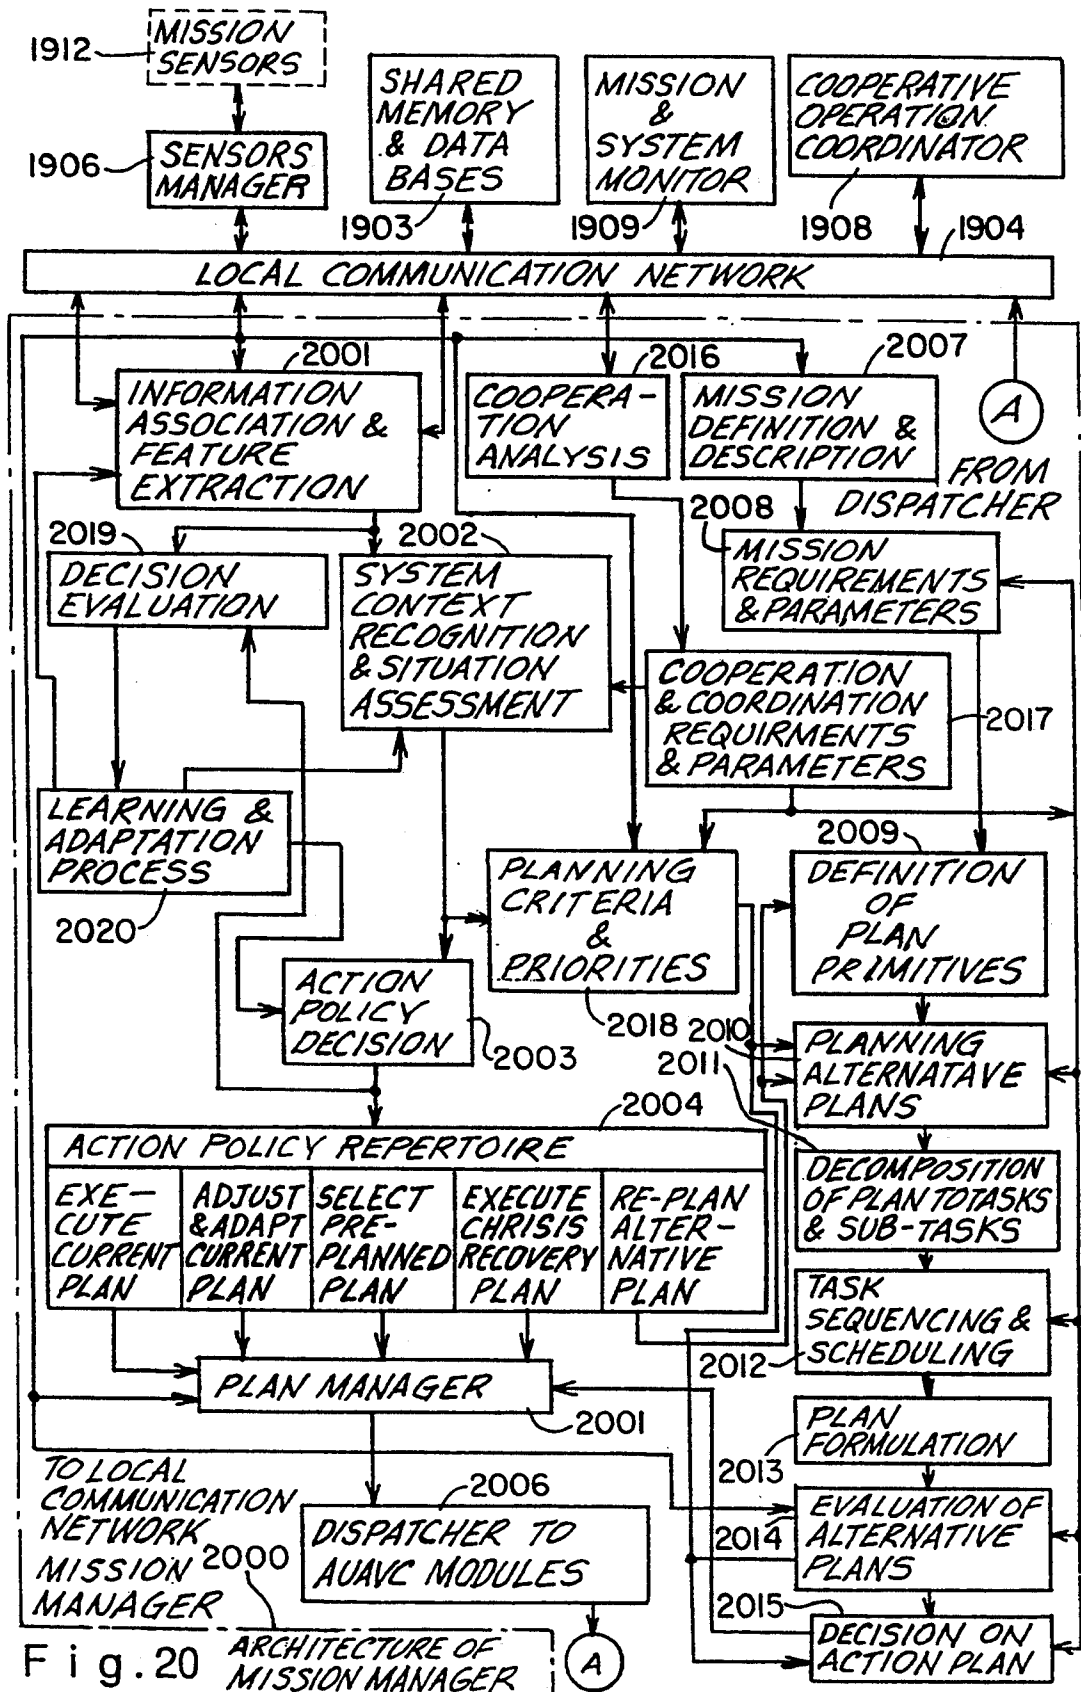 MISSION
SENSORS
1912
SENSORS
MANAGER
1906
SHARED
MEMORY
& DATA
BASES
1903
MISSION
&
SYSTEM
MONITOR
1909
COOPERATIVE
OPERATION
COORDINATOR
1908
1904
LOCAL COMMUNICATION NETWORK
2001
INFORMATION
ASSOCIATION &
FEATURE
EXTRACTION
2016
COOPERA-
TION
ANALYSIS
2007
MISSION
DEFINITION &
DESCRIPTION
A
FROM
DISPATCHER
2019
DECISION
EVALUATION
2002
SYSTEM
CONTEXT
RECOGNITION
& SITUATION
ASSESSMENT
2008
MISSION
REQUIREMENTS
& PARAMETERS
COOPERATION
& COORDINATION
REQUIRMENTS
& PARAMETERS
2017
LEARNING &
ADAPTATION
PROCESS
2020
PLANNING
CRITERIA
&
PRIORITIES
2018
2009
DEFINITION
OF
PLAN
PRIMITIVES
ACTION
POLICY
DECISION
2003
2010
PLANNING
ALTERNATAVE
PLANS
2011
DECOMPOSITION
OF PLAN TO TASKS
& SUB-TASKS
2004
ACTION POLICY REPERTOIRE
EXE-
CUTE
CURRENT
PLAN
ADJUST
& ADAPT
CURRENT
PLAN
SELECT
PRE-
PLANNED
PLAN
EXECUTE
CHRISIS
RECOVERY
PLAN
RE-PLAN
ALTER-
NATIVE
PLAN
TASK
SEQUENCING &
SCHEDULING
2012
PLAN MANAGER
2001
PLAN
FORMULATION
2013
TO LOCAL
COMMUNICATION
NETWORK
MISSION
MANAGER
2000
2006
DISPATCHER TO
AUAVC MODULES
2014
EVALUATION OF
ALTERNATIVE
PLANS
2015
DECISION ON
ACTION PLAN
A
Fig. 20
ARCHITECTURE OF
MISSION MANAGER